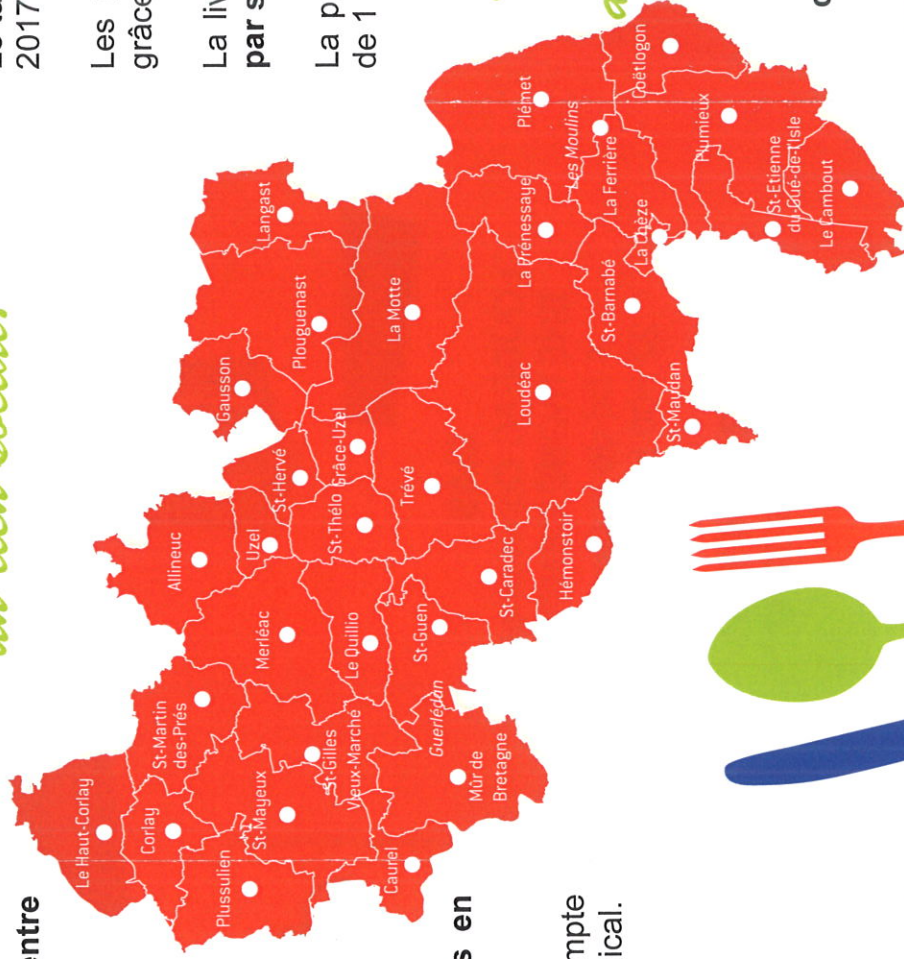 2017
Les
grâce
La liv
par s
La p
de 1
entre
s en
mpte
ical.
Le Haut-Corlay
Corlay
Plussulien
St-Martin
des-Prés
St-Mayeux
St-Gilles
Vieux-Marché
Caurel
Guerlédan
Mûr de
Bretagne
Allineuc
Merléac
Uzel
Le Quillio
St-Guen
St-Hervé
St-Thélo
Grâce-Uzel
Trévé
St-Caradec
Hémonstoir
Gausson
Plouguenast
Langast
La Motte
Loudéac
St-Maudan
La Prénessaye
St-Barnabé
La Chèze
Plémet
Les Moulins
La Ferrière
Coëtlogon
Plumieux
St-Etienne
du-Gué-de-l'Isle
Le Cambout